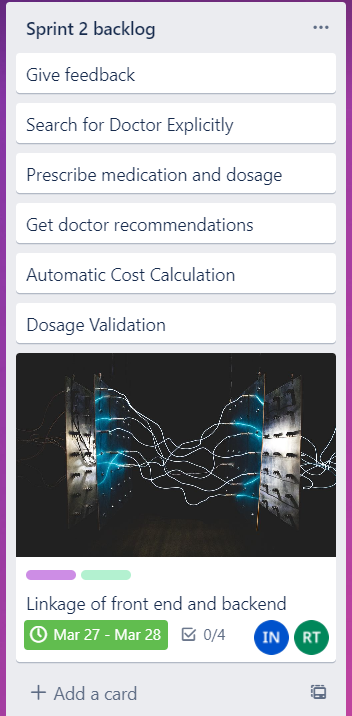 Sprint 2 backlog
Give feedback
Search for Doctor Explicitly
Prescribe medication and dosage
Get doctor recommendations
Automatic Cost Calculation
Dosage Validation
Linkage of front end and backend
Mar 27 - Mar 28 0/4 IN RT
+ Add a card